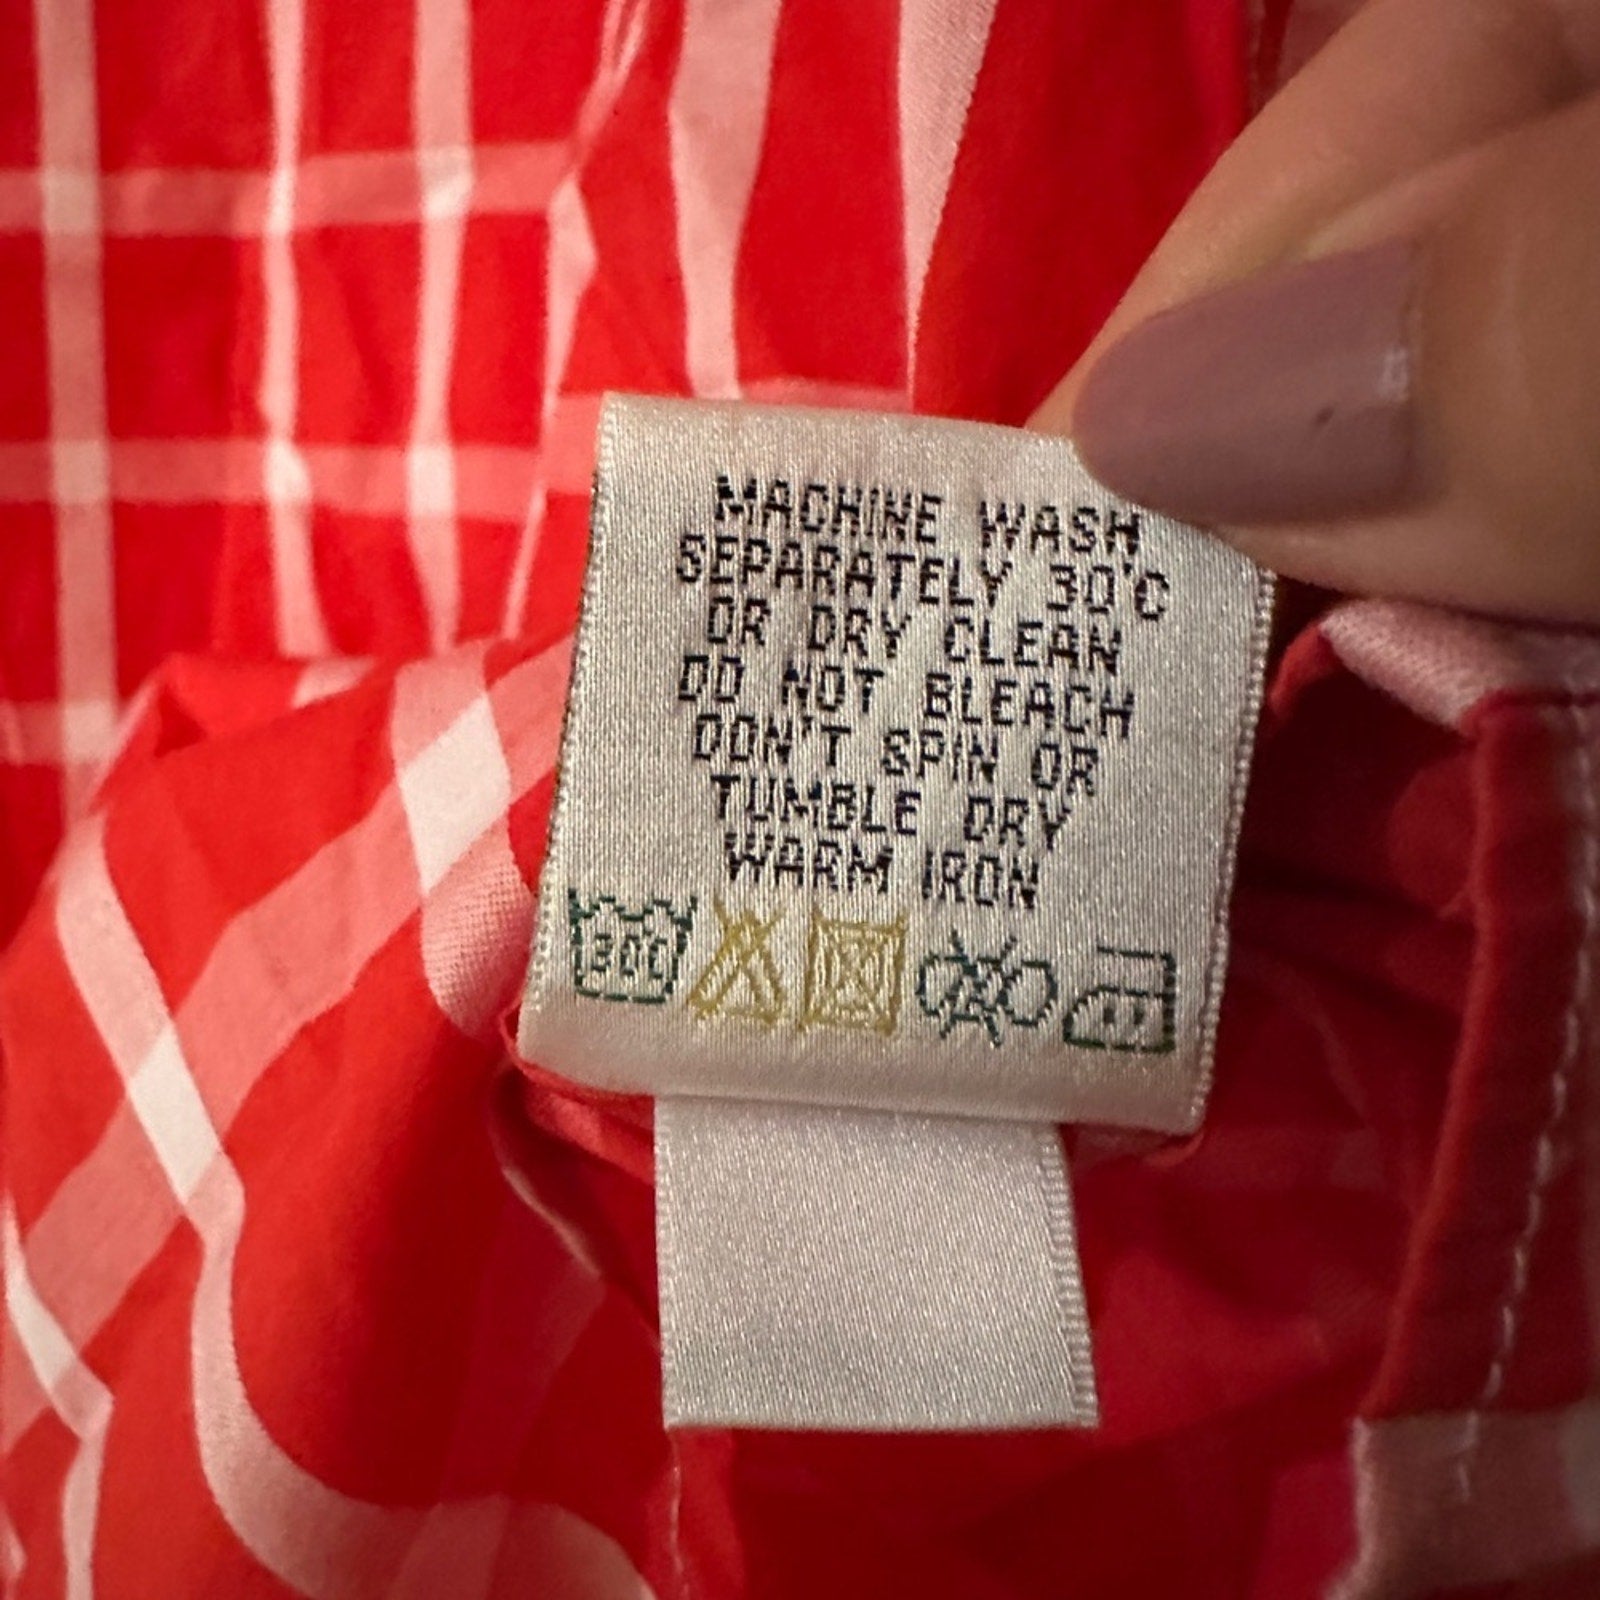 MACHINE WASH
SEPARATELY 30°C
OR DRY CLEAN
DO NOT BLEACH
DON'T SPIN OR
TUMBLE DRY
WARM IRON
30°C